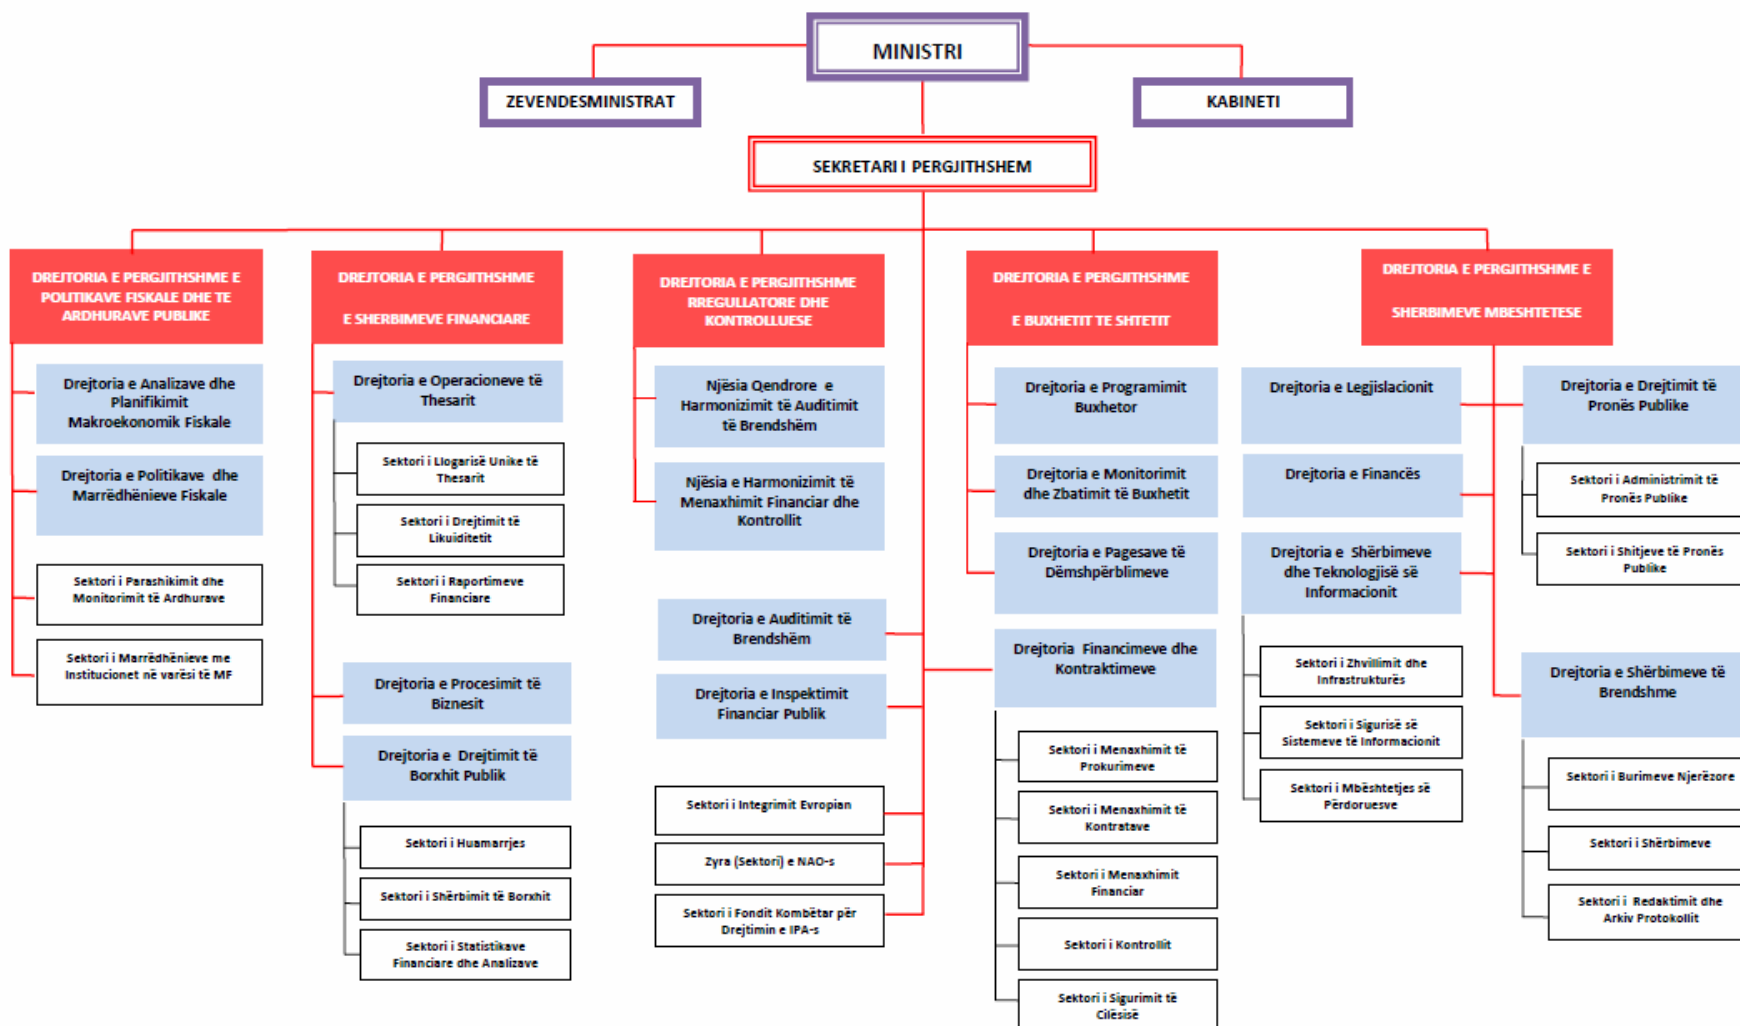 MINISTRI
ZEVENDESMINISTRAT
KABINETI
SEKRETARI I PERGJITHSHEM
DREJTORIA E PERGJITHSHME E
POLITIKAVE FISKALE DHE TE
ARDHURAVE PUBLIKE
Drejtoria e Analizave dhe
Planifikimit
Makroekonomik Fiskale
Drejtoria e Politikave dhe
Marrëdhënieve Fiskale
Sektori i Parashikimit dhe
Monitorimit të Ardhurave
Sektori i Marrëdhënieve me
Institucionet në varësi të MF
DREJTORIA E PERGJITHSHME
E SHERBIMEVE FINANCIARE
Drejtoria e Operacioneve të
Thesarit
Sektori i Llogarisë Unike të
Thesarit
Sektori i Drejtimit të
Likuiditetit
Sektori i Raportimeve
Financiare
Drejtoria e Procesimit të
Biznesit
Drejtoria e Drejtimit të
Borxhit Publik
Sektori i Huamarrjes
Sektori i Shërbimit të Borxhit
Sektori i Statistikave
Financiare dhe Analizave
DREJTORIA E PERGJITHSHME
RREGULLATORE DHE
KONTROLLUESE
Njësia Qendrore e
Harmonizimit të Auditimit
të Brendshëm
Njësia e Harmonizimit të
Menaxhimit Financiar dhe
Kontrollit
Drejtoria e Auditimit të
Brendshëm
Drejtoria e Inspektimit
Financiar Publik
Sektori i Integrimit Evropian
Zyra (Sektori) e NAO-s
Sektori i Fondit Kombëtar për
Drejtimin e IPA-s
DREJTORIA E PERGJITHSHME
E BUXHETIT TE SHTETIT
Drejtoria e Programimit
Buxhetor
Drejtoria e Monitorimit
dhe Zbatimit të Buxhetit
Drejtoria e Pagesave të
Dëmshpërblimeve
Drejtoria Financimeve dhe
Kontraktimeve
Sektori i Menaxhimit të
Prokurimeve
Sektori i Menaxhimit të
Kontratave
Sektori i Menaxhimit
Financiar
Sektori i Kontrollit
Sektori i Sigurimit të
Cilësisë
DREJTORIA E PERGJITHSHME E
SHERBIMEVE MBESHTETESE
Drejtoria e Legjislacionit
Drejtoria e Financës
Drejtoria e Shërbimeve
dhe Teknologjisë së
Informacionit
Sektori i Zhvillimit dhe
Infrastrukturës
Sektori i Sigurisë së
Sistemeve të Informacionit
Sektori i Mbështetjes së
Përdoruesve
Drejtoria e Drejtimit të
Pronës Publike
Sektori i Administrimit të
Pronës Publike
Sektori i Shitjeve të Pronës
Publike
Drejtoria e Shërbimeve të
Brendshme
Sektori i Burimeve Njerëzore
Sektori i Shërbimeve
Sektori i Redaktimit dhe
Arkiv Protokollit